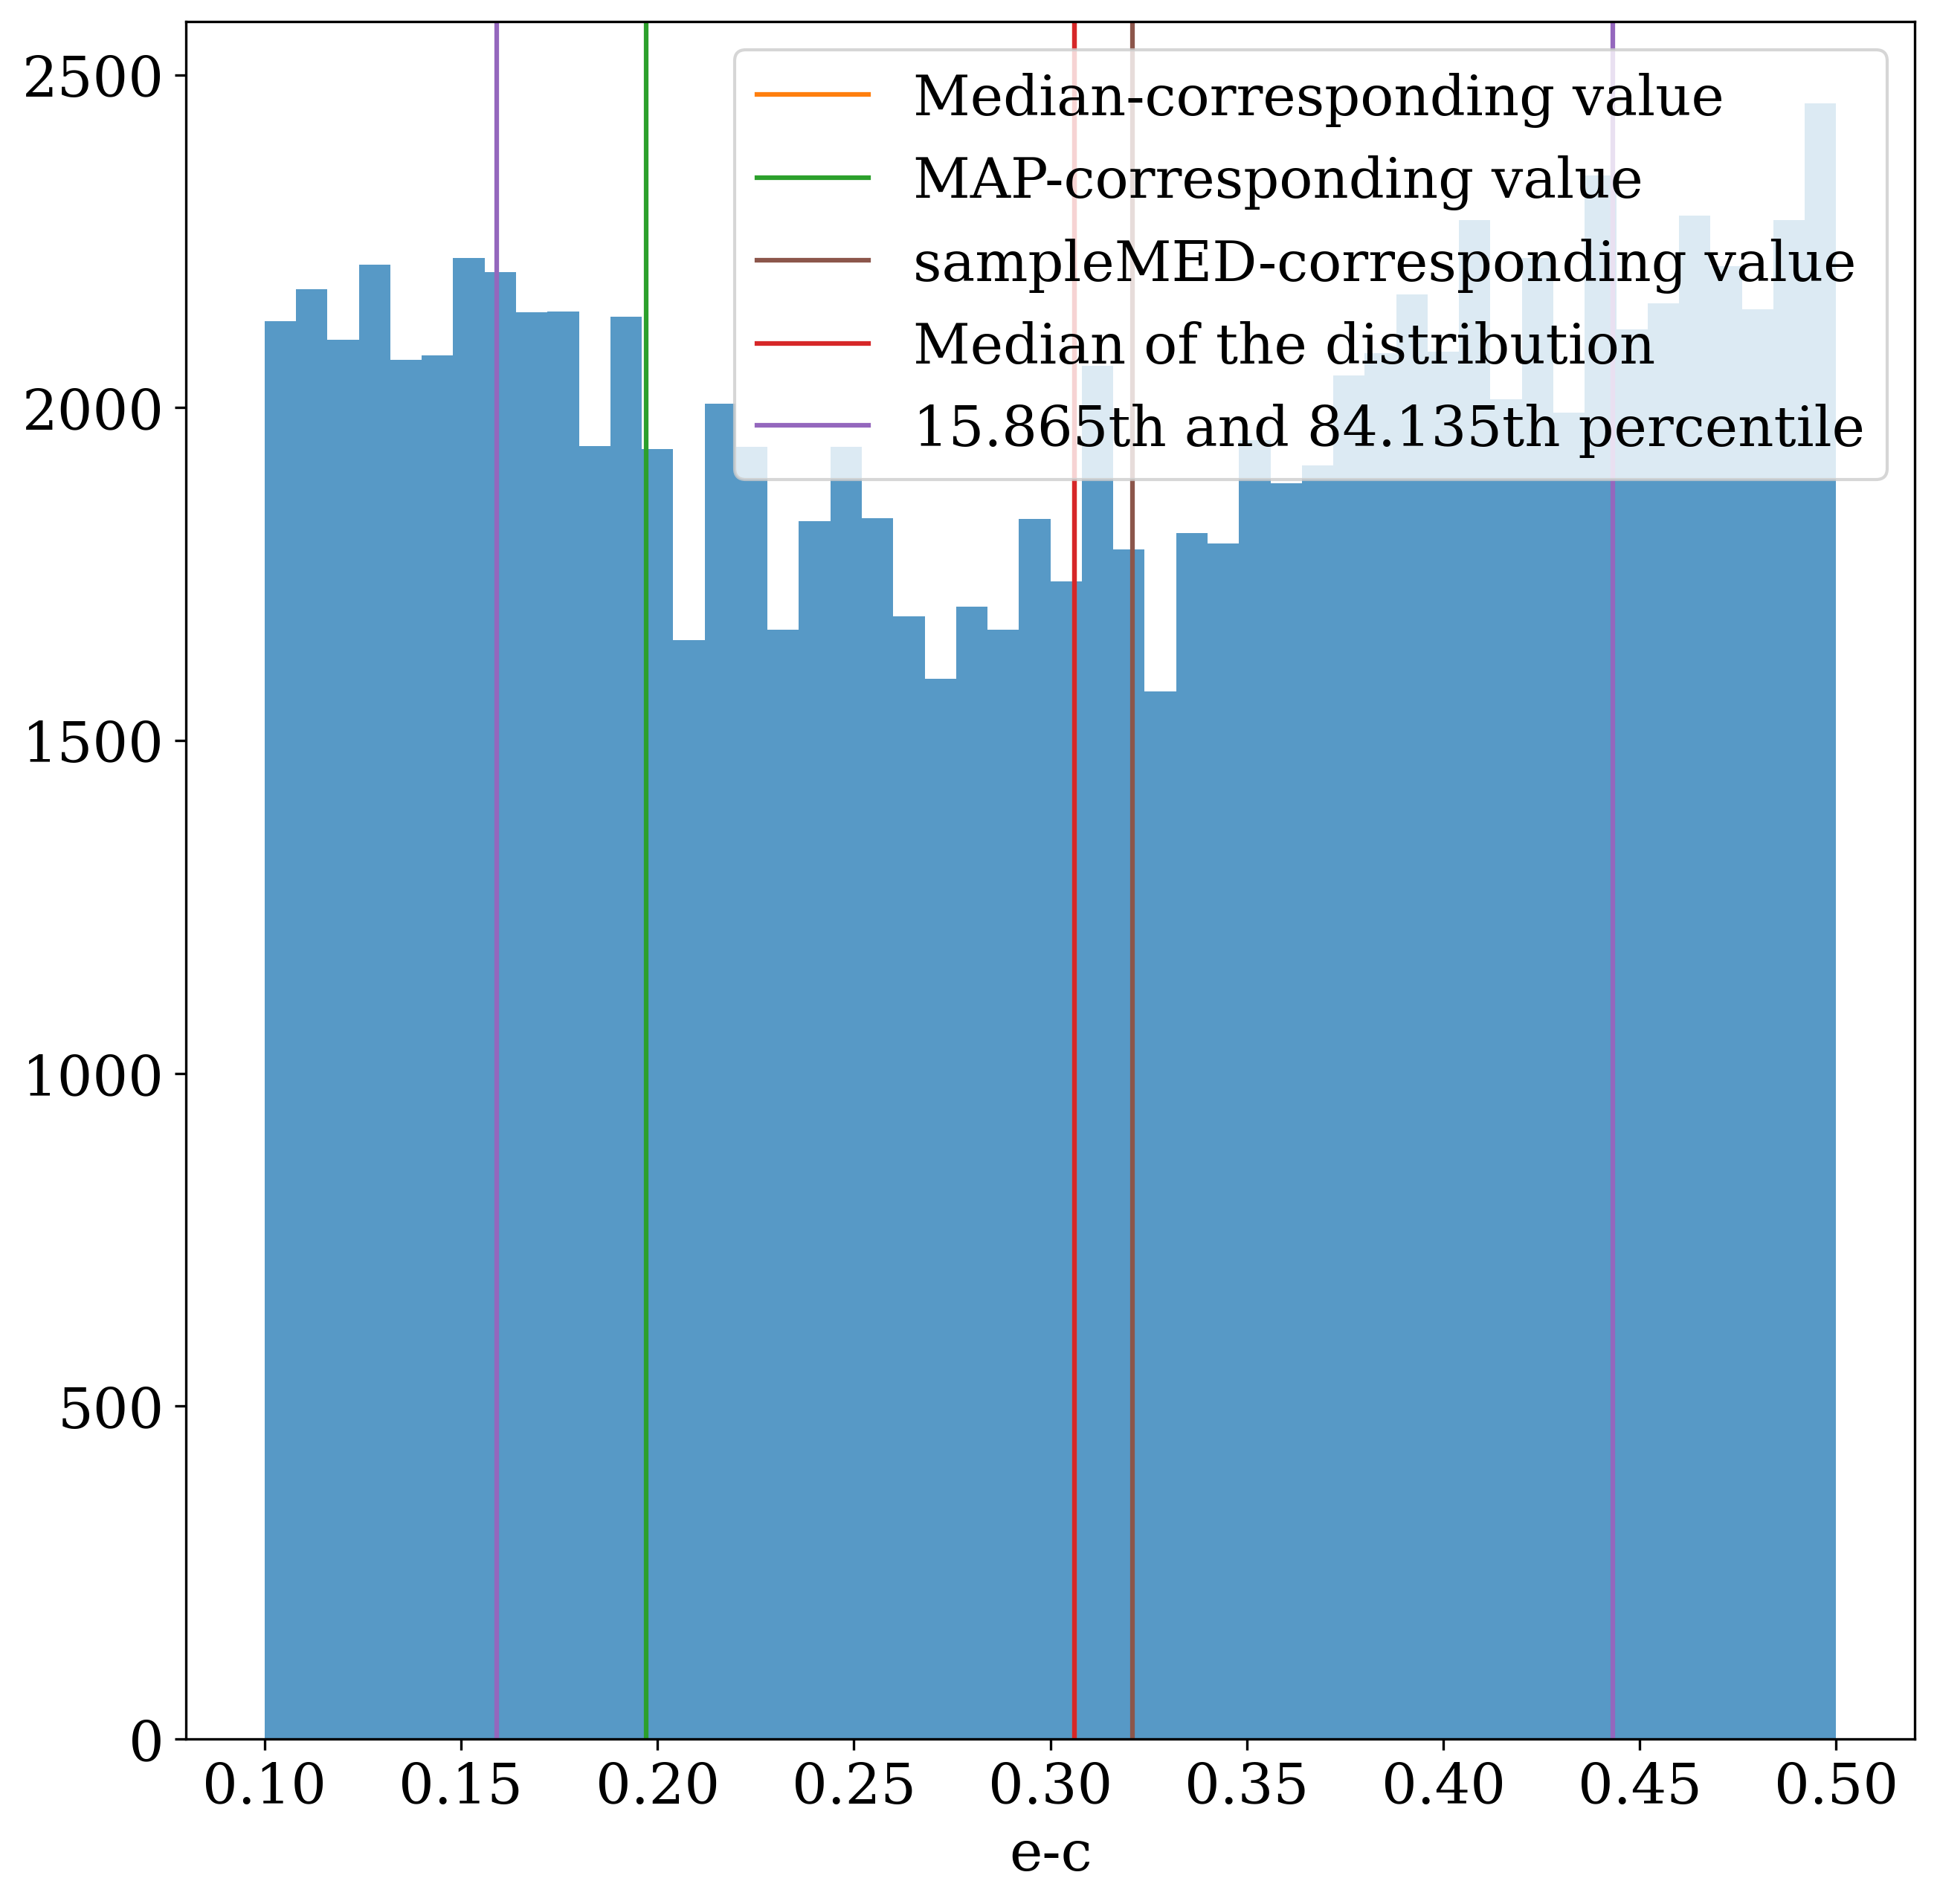 2500
2000
1500
1000
500
0
Median-corresponding value
MAP-corresponding value
sampleMED-corresponding value
Median of the distribution
15.865th and 84.135th percentile
0.10 0.15 0.20 0.25 0.30 0.35 0.40 0.45 0.50
e-c